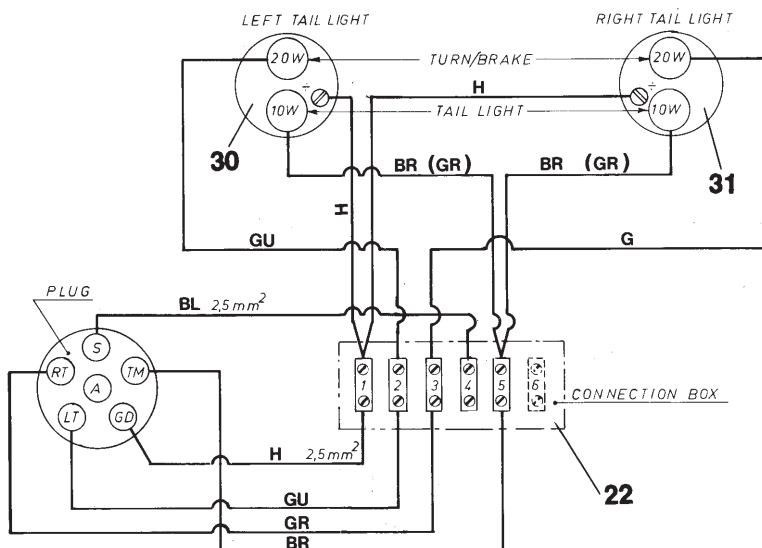 LEFT TAIL LIGHT
RIGHT TAIL LIGHT
20W
TURN/BRAKE
20W
÷
H
÷
10W
TAIL LIGHT
10W
30
31
BR (GR)
BR (GR)
H
GU
G
PLUG
BL 2,5 mm²
S
RT
TM
A
LT
GD
1
2
3
4
5
6
CONNECTION BOX
H 2,5 mm²
22
GU
GR
BR